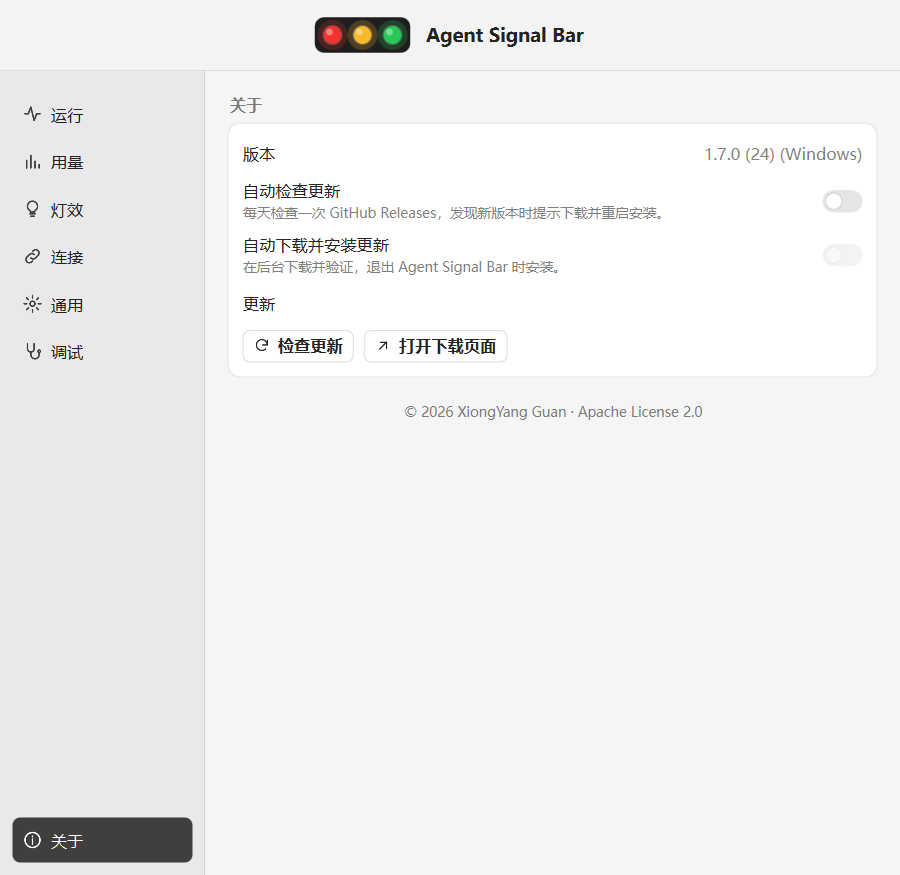 Agent Signal Bar
运行
用量
灯效
连接
通用
调试
关于
关于
版本
1.7.0 (24) (Windows)
自动检查更新
每天检查一次 GitHub Releases，发现新版本时提示下载并重启安装。
自动下载并安装更新
在后台下载并验证，退出 Agent Signal Bar 时安装。
更新
检查更新
打开下载页面
© 2026 XiongYang Guan · Apache License 2.0